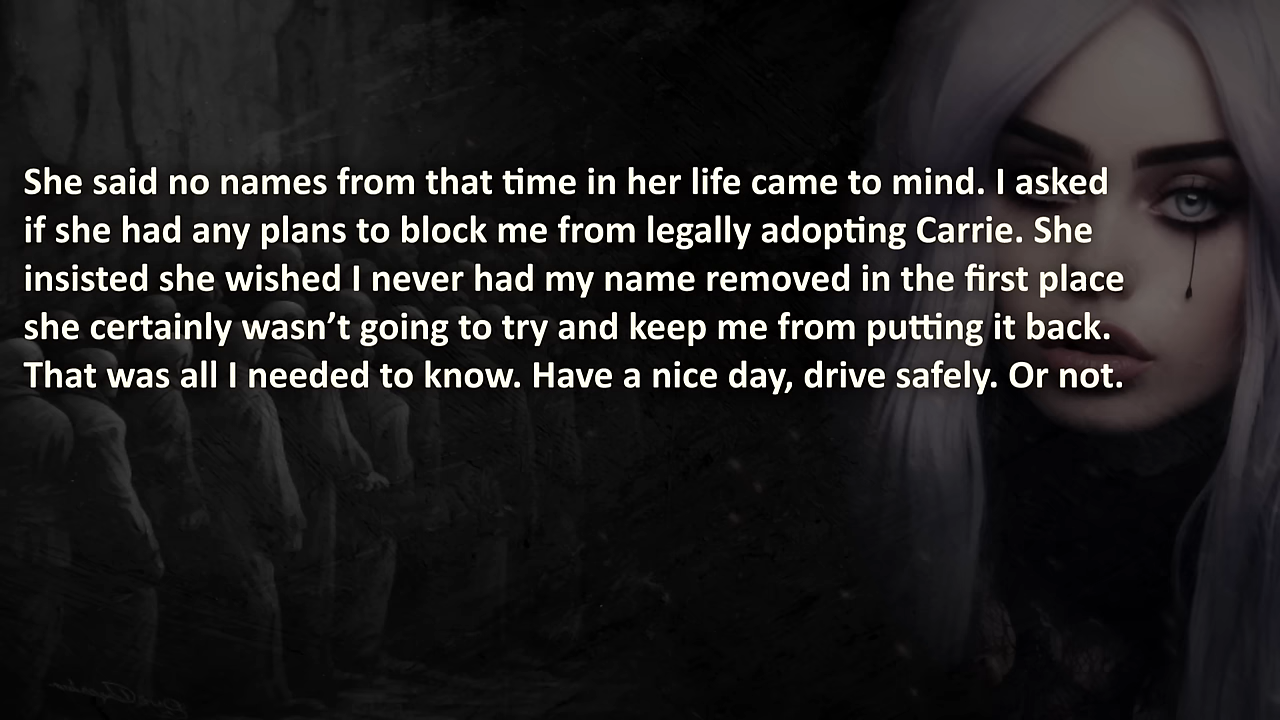 She said no names from that time in her life came to mind. I asked
if she had any plans to block me from legally adopting Carrie. She
insisted she wished I never had my name removed in the first place
she certainly wasn’t going to try and keep me from putting it back.
That was all I needed to know. Have a nice day, drive safely. Or not.